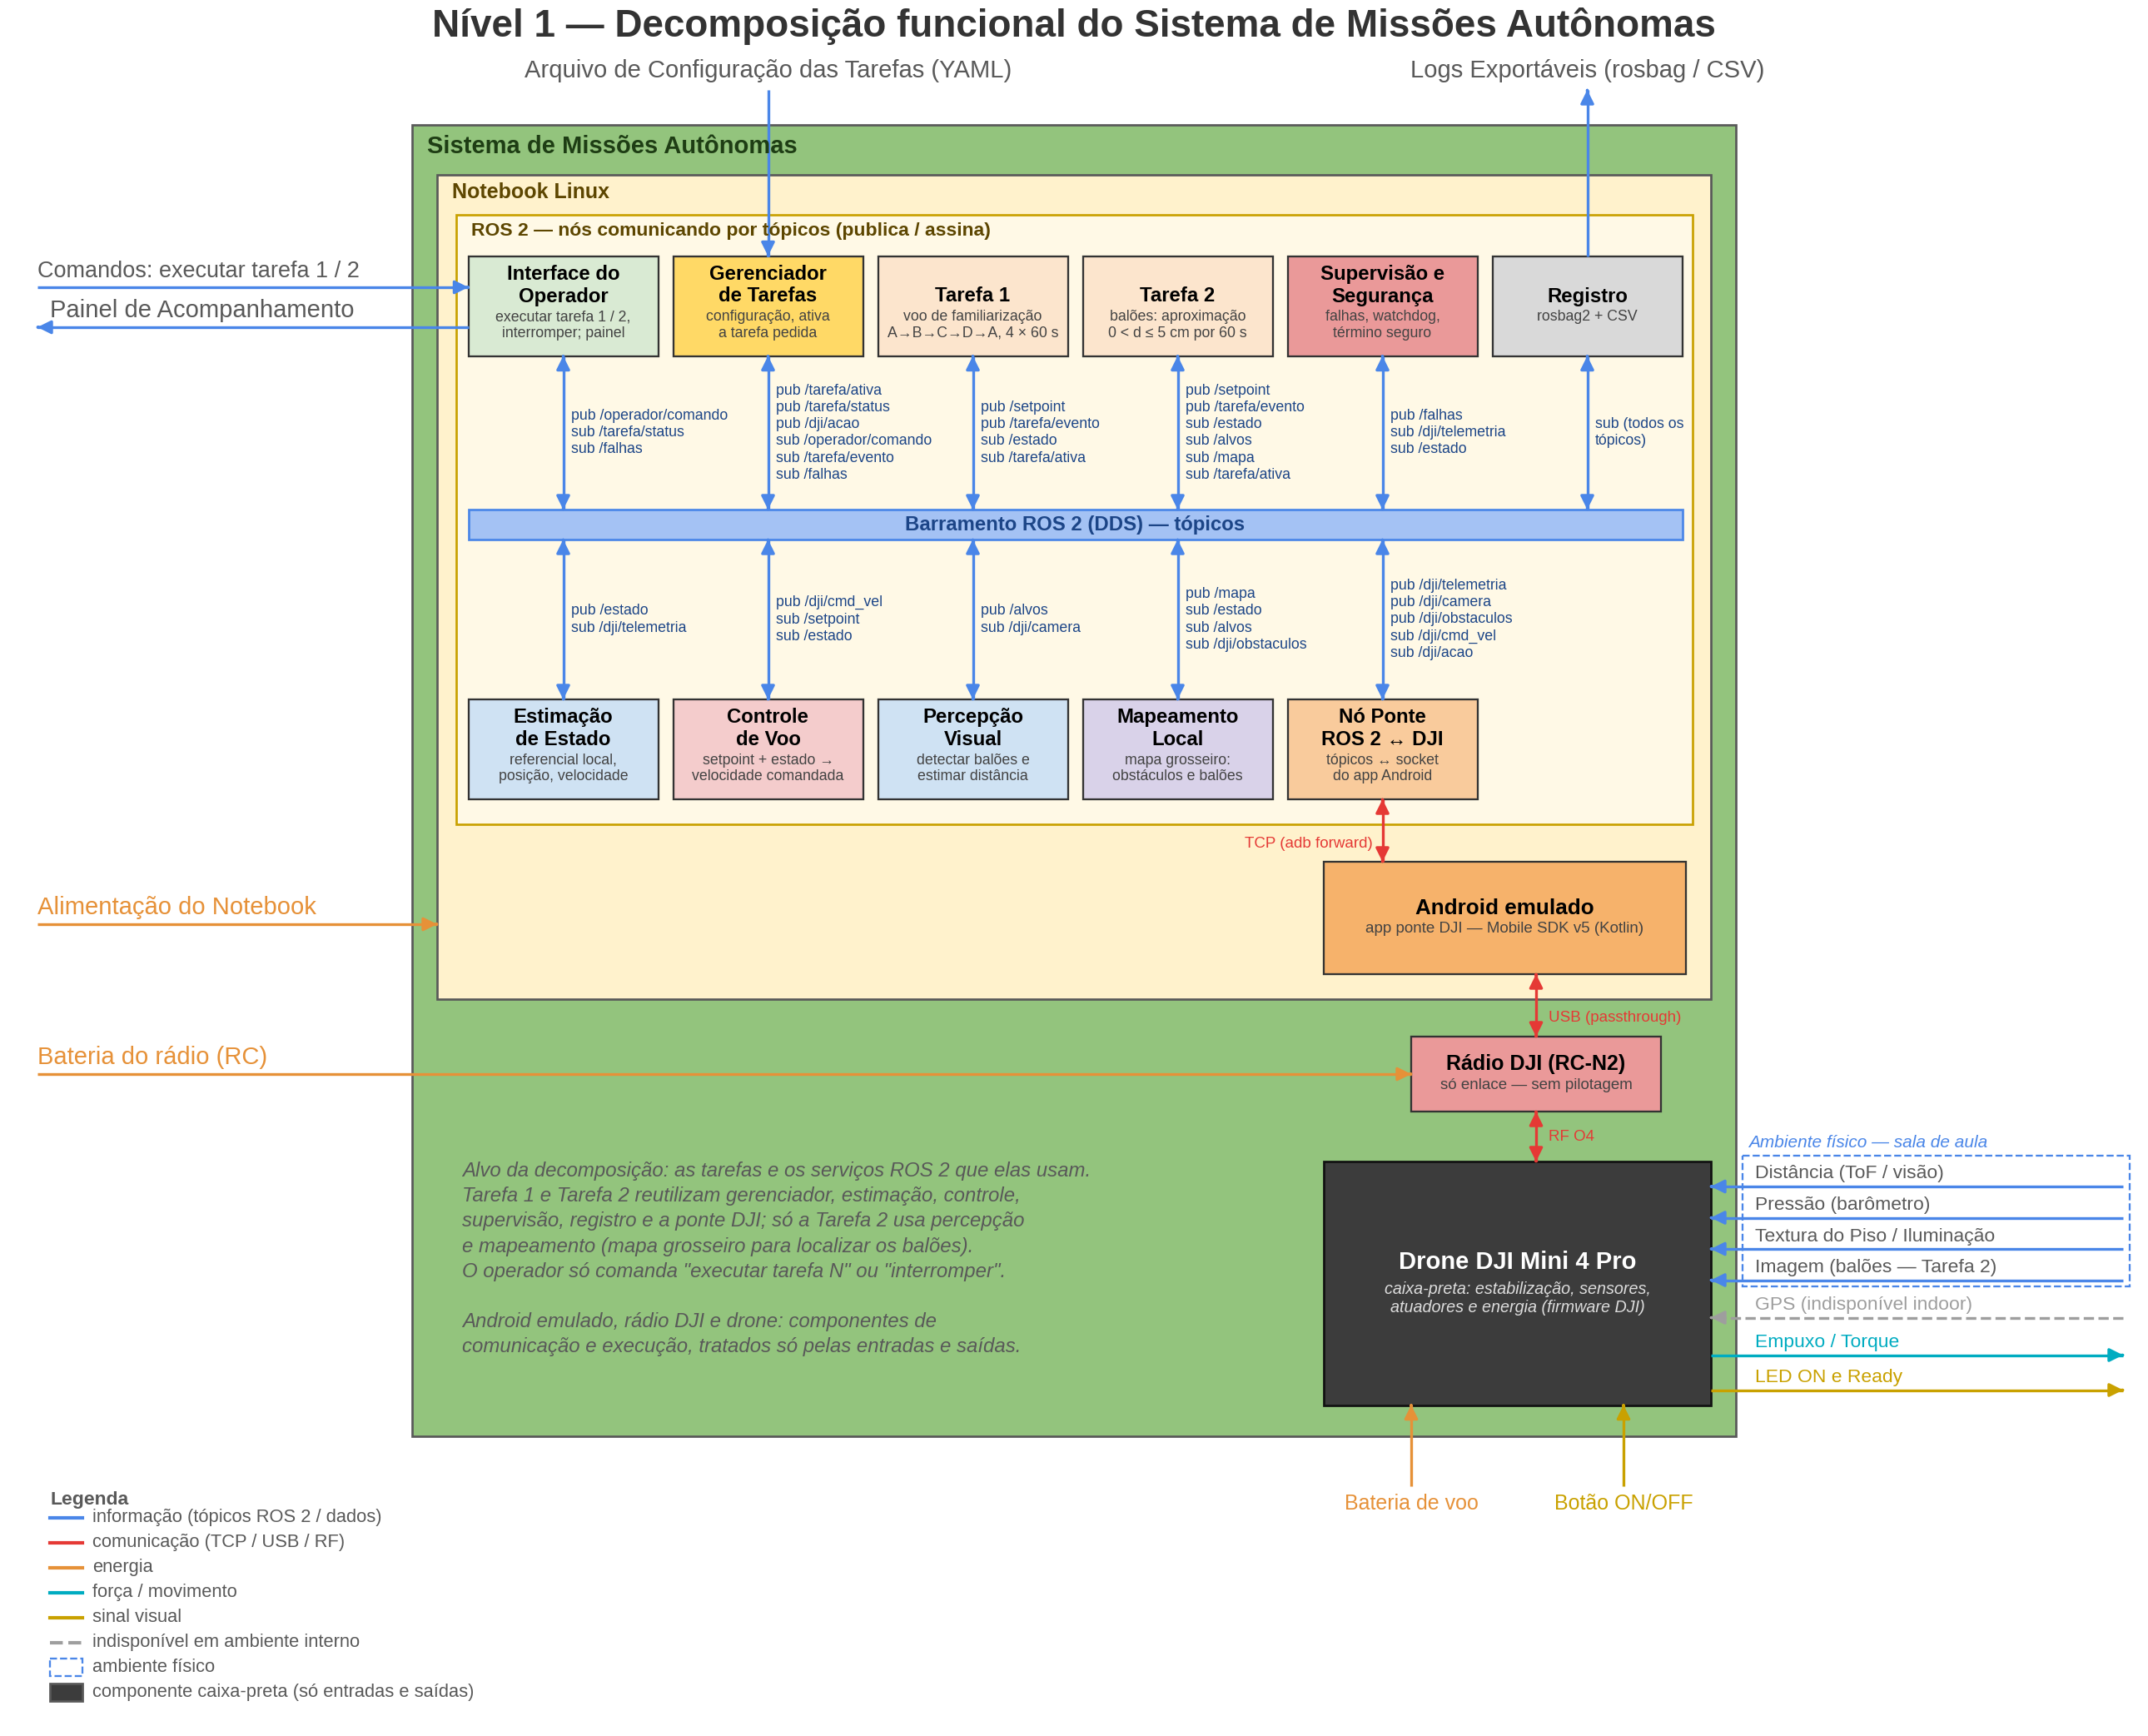 Nível 1 — Decomposição funcional do Sistema de Missões Autônomas
Arquivo de Configuração das Tarefas (YAML)
Logs Exportáveis (rosbag / CSV)
Sistema de Missões Autônomas
Notebook Linux
ROS 2 — nós comunicando por tópicos (publica / assina)
Comandos: executar tarefa 1 / 2
Painel de Acompanhamento
Interface do
Operador
executar tarefa 1 / 2,
interromper; painel
Gerenciador
de Tarefas
configuração, ativa
a tarefa pedida
Tarefa 1
voo de familiarização
A→B→C→D→A, 4 × 60 s
Tarefa 2
balões: aproximação
0 < d ≤ 5 cm por 60 s
Supervisão e
Segurança
falhas, watchdog,
término seguro
Registro
rosbag2 + CSV
pub /operador/comando
sub /tarefa/status
sub /falhas
pub /tarefa/ativa
pub /tarefa/status
pub /dji/acao
sub /operador/comando
sub /tarefa/evento
sub /falhas
pub /setpoint
pub /tarefa/evento
sub /estado
sub /tarefa/ativa
pub /setpoint
pub /tarefa/evento
sub /estado
sub /alvos
sub /mapa
sub /tarefa/ativa
pub /falhas
sub /dji/telemetria
sub /estado
sub (todos os
tópicos)
Barramento ROS 2 (DDS) — tópicos
pub /estado
sub /dji/telemetria
pub /dji/cmd_vel
sub /setpoint
sub /estado
pub /alvos
sub /dji/camera
pub /mapa
sub /estado
sub /alvos
sub /dji/obstaculos
pub /dji/telemetria
pub /dji/camera
pub /dji/obstaculos
sub /dji/cmd_vel
sub /dji/acao
Estimação
de Estado
referencial local,
posição, velocidade
Controle
de Voo
setpoint + estado →
velocidade comandada
Percepção
Visual
detectar balões e
estimar distância
Mapeamento
Local
mapa grosseiro:
obstáculos e balões
Nó Ponte
ROS 2 ↔ DJI
tópicos ↔ socket
do app Android
TCP (adb forward)
Android emulado
app ponte DJI — Mobile SDK v5 (Kotlin)
Alimentação do Notebook
USB (passthrough)
Bateria do rádio (RC)
Rádio DJI (RC-N2)
só enlace — sem pilotagem
RF O4
Alvo da decomposição: as tarefas e os serviços ROS 2 que elas usam.
Tarefa 1 e Tarefa 2 reutilizam gerenciador, estimação, controle,
supervisão, registro e a ponte DJI; só a Tarefa 2 usa percepção
e mapeamento (mapa grosseiro para localizar os balões).
O operador só comanda "executar tarefa N" ou "interromper".
Android emulado, rádio DJI e drone: componentes de
comunicação e execução, tratados só pelas entradas e saídas.
Drone DJI Mini 4 Pro
caixa-preta: estabilização, sensores,
atuadores e energia (firmware DJI)
Ambiente físico — sala de aula
Distância (ToF / visão)
Pressão (barômetro)
Textura do Piso / Iluminação
Imagem (balões — Tarefa 2)
GPS (indisponível indoor)
Empuxo / Torque
LED ON e Ready
Bateria de voo
Botão ON/OFF
Legenda
informação (tópicos ROS 2 / dados)
comunicação (TCP / USB / RF)
energia
força / movimento
sinal visual
indisponível em ambiente interno
ambiente físico
componente caixa-preta (só entradas e saídas)